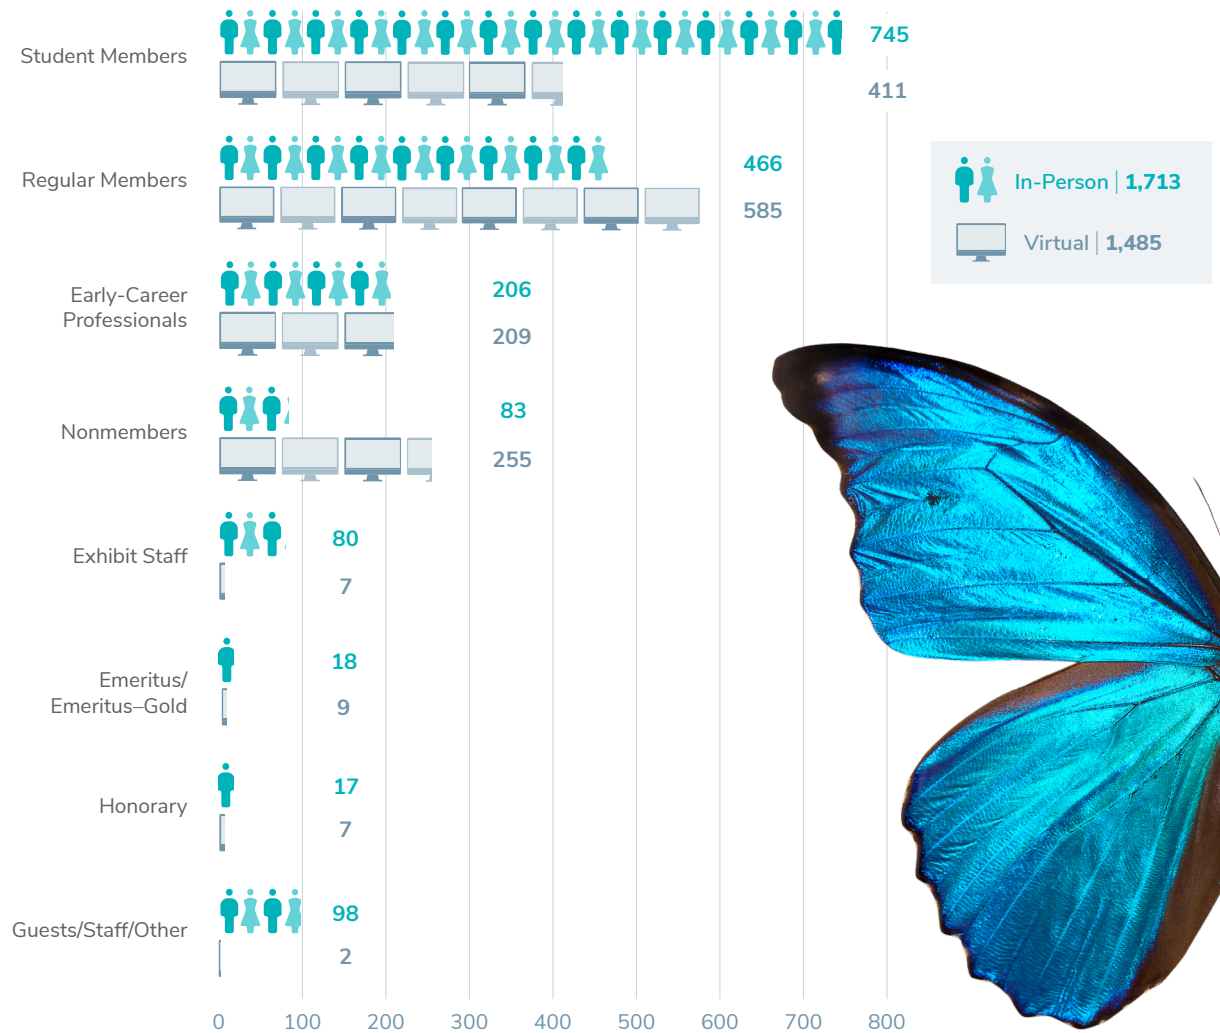 Student Members
745
411
Regular Members
466
585
Early-Career
Professionals
206
209
Nonmembers
83
255
Exhibit Staff
80
7
Emeritus/
Emeritus–Gold
18
9
Honorary
17
7
Guests/Staff/Other
98
2
0 100 200 300 400 500 600 700 800
In-Person | 1,713
Virtual | 1,485